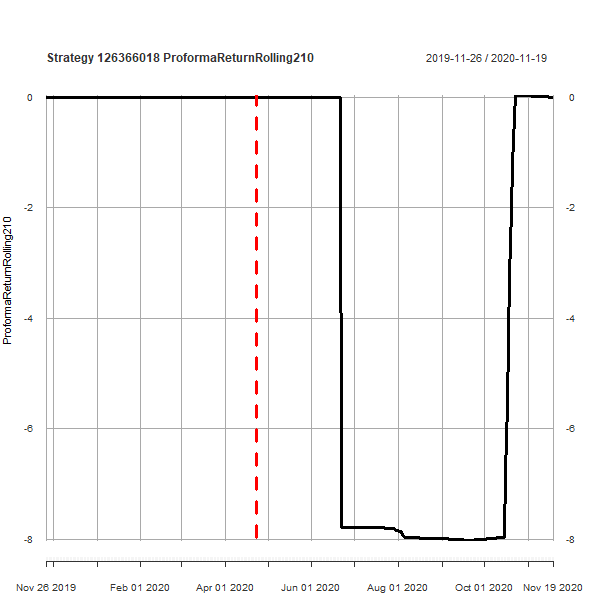 Strategy 126366018 ProformaReturnRolling210
2019-11-26 / 2020-11-19
ProformaReturnRolling210
0
-2
-4
-6
-8
0
-2
-4
-6
-8
Nov 26 2019
Feb 01 2020
Apr 01 2020
Jun 01 2020
Aug 01 2020
Oct 01 2020
Nov 19 2020